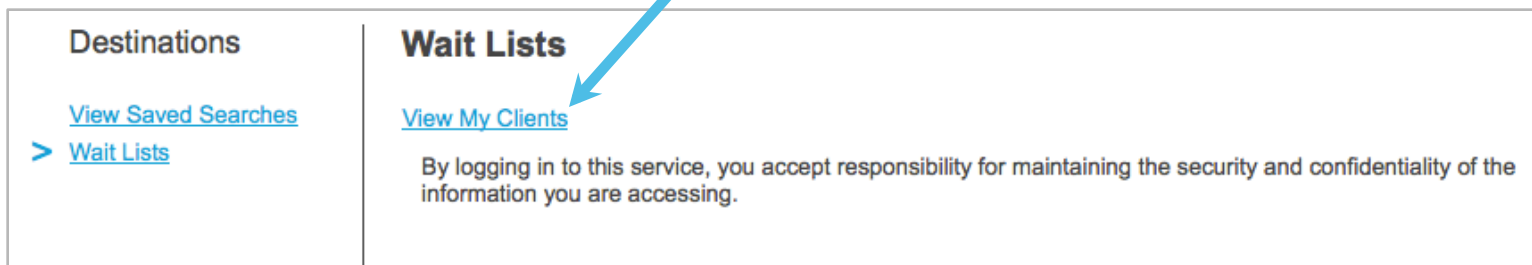 Destinations
View Saved Searches
> Wait Lists
Wait Lists
View My Clients
By logging in to this service, you accept responsibility for maintaining the security and confidentiality of the
information you are accessing.